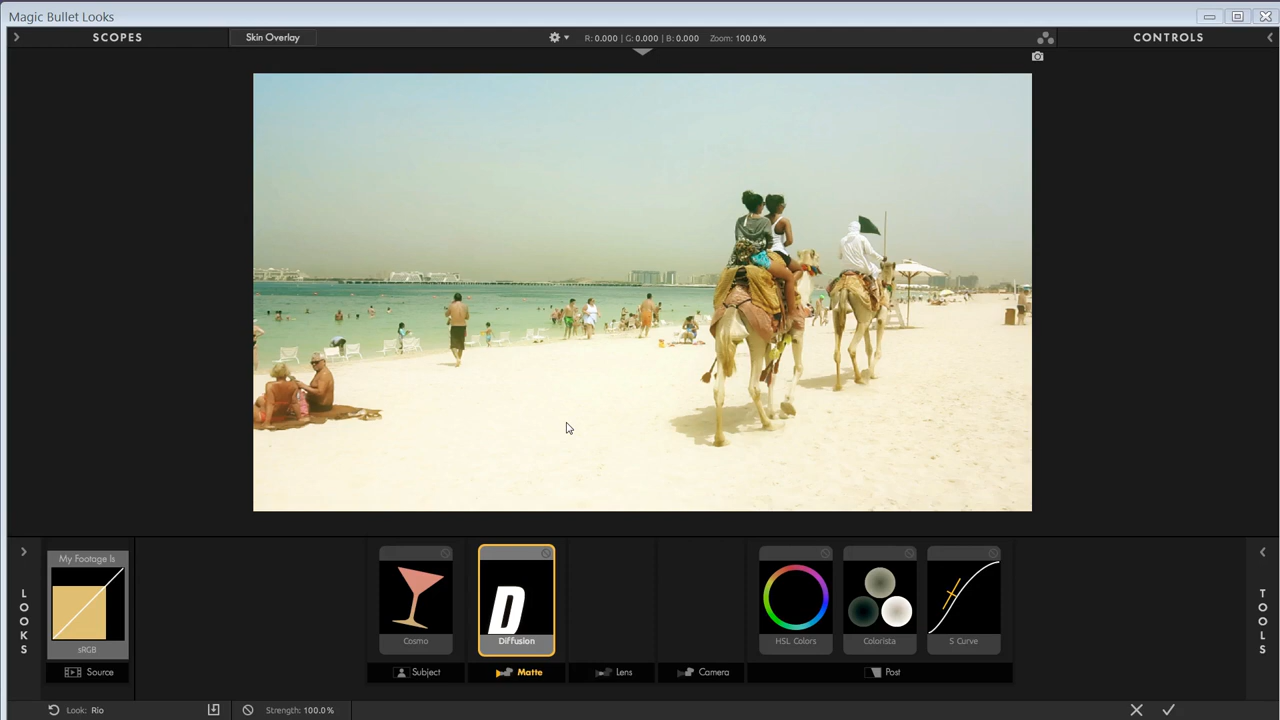 Magic Bullet Looks
SCOPES
Skin Overlay
R: 0.000 | G: 0.000 | B: 0.000 Zoom: 100.0%
CONTROLS
LOOKS
My Footage Is
sRGB
Source
Cosmo
Subject
D
Diffusion
Matte
Lens
Camera
HSL Colors
Colorista
S Curve
Post
TOOLS
Look: Rio
Strength: 100.0%